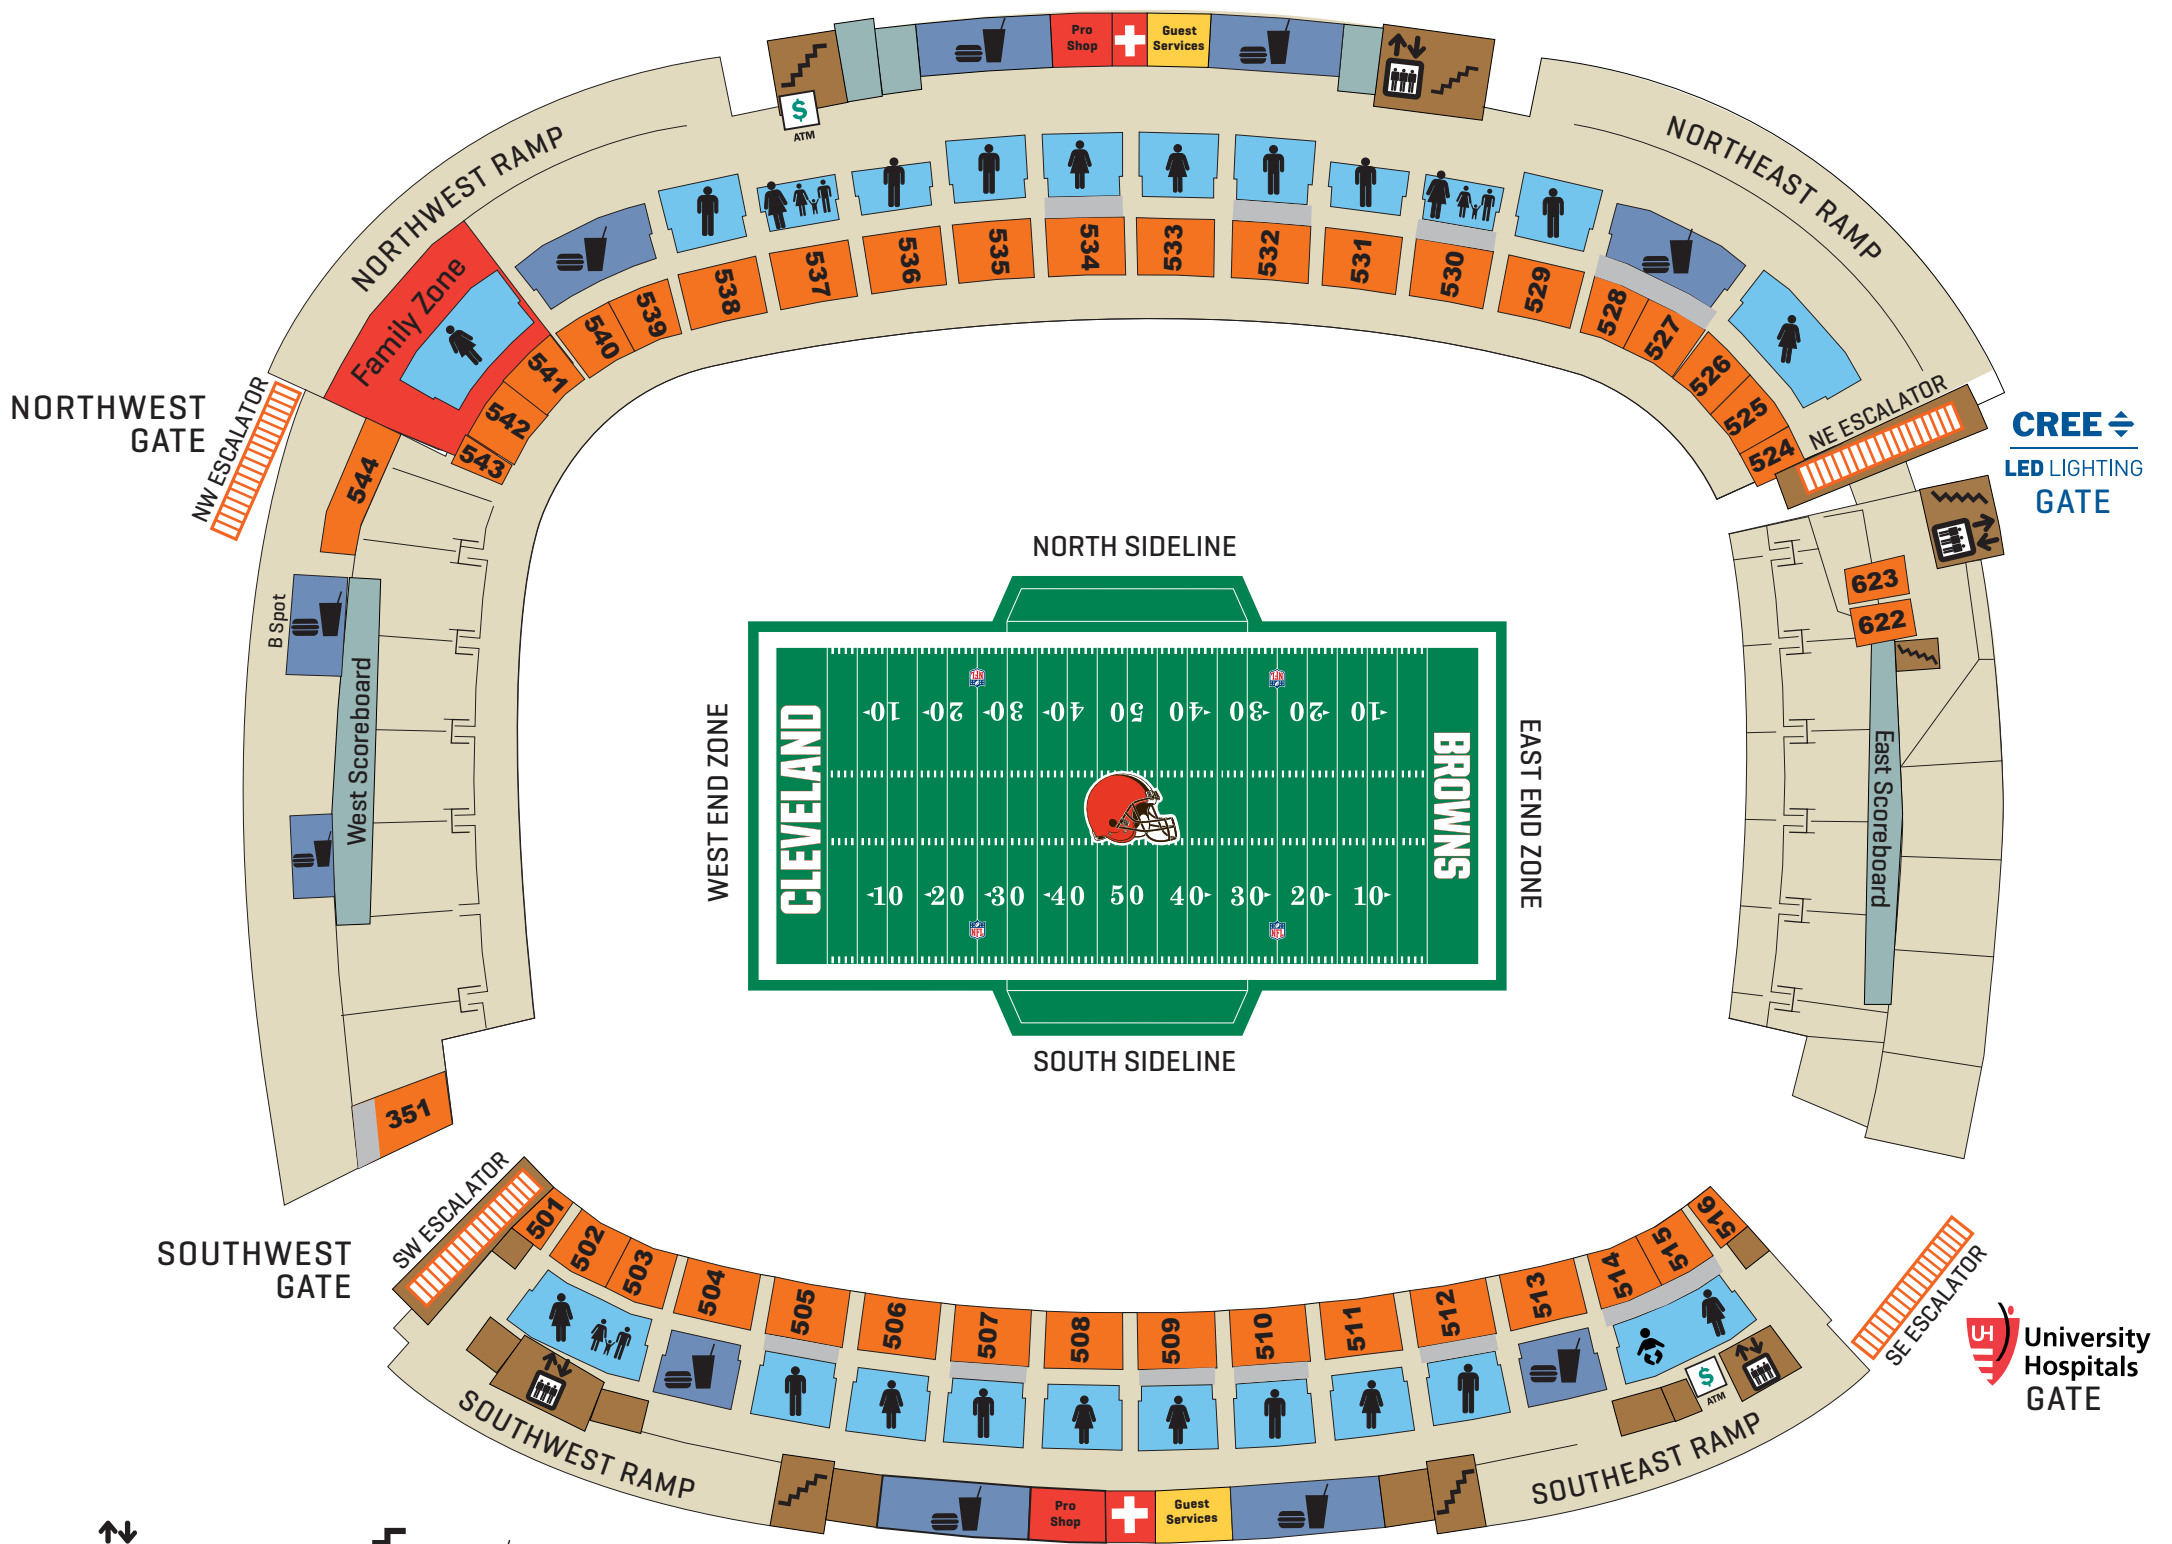 Pro
Shop
Guest
Services
$
ATM
NORTHWEST RAMP
NORTHEAST RAMP
Family Zone
540
539
538
537
536
535
534
533
532
531
530
529
528
527
526
525
524
541
542
543
544
NORTHWEST
GATE
NW ESCALATOR
NE ESCALATOR
CREE
LED LIGHTING
GATE
623
622
B Spot
West Scoreboard
East Scoreboard
NORTH SIDELINE
WEST END ZONE
EAST END ZONE
CLEVELAND
BROWNS
NFL
NFL
10 20 30 40 50 40 30 20 10
10 20 30 40 50 40 30 20 10
NFL
NFL
SOUTH SIDELINE
351
SW ESCALATOR
SOUTHWEST
GATE
501
502
503
504
505
506
507
508
509
510
511
512
513
514
515
516
SE ESCALATOR
UH
University
Hospitals
GATE
$
ATM
SOUTHWEST RAMP
SOUTHEAST RAMP
Pro
Shop
Guest
Services